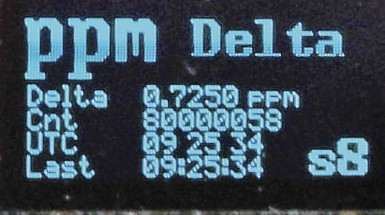 ppm Delta
Delta 0.7250 ppm
Cnt 80000058
UTC 09 25 34
Last 09:25:34
s8